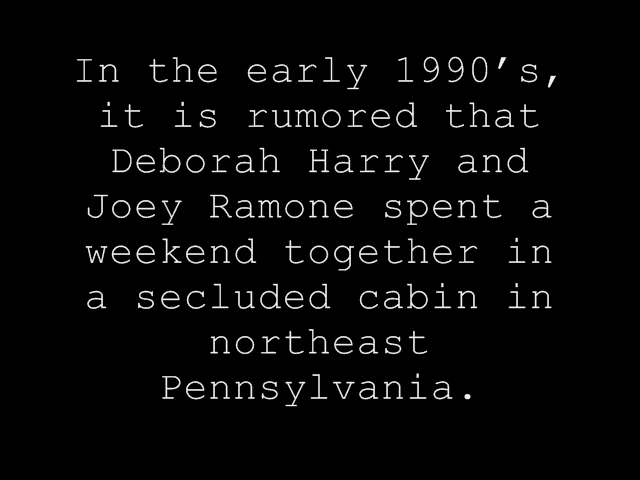 In the early 1990’s,
it is rumored that
Deborah Harry and
Joey Ramone spent a
weekend together in
a secluded cabin in
northeast
Pennsylvania.